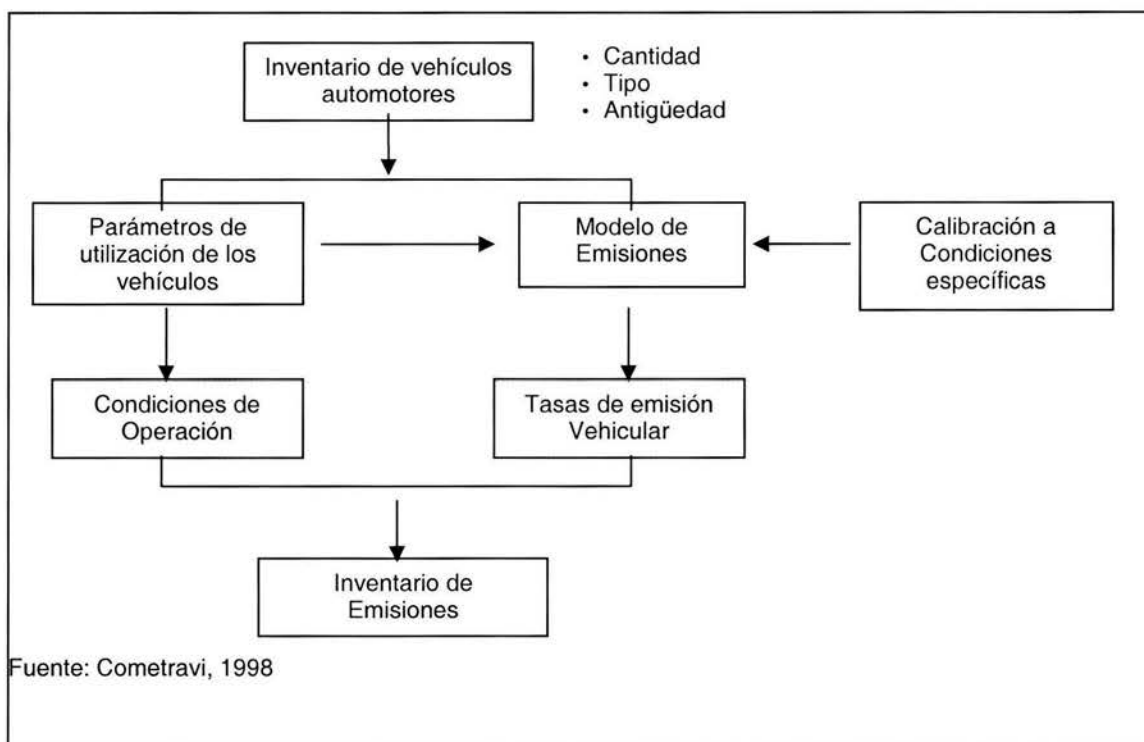 Inventario de vehículos
automotores
• Cantidad
• Tipo
• Antigüedad
Parámetros de
utilización de los
vehículos
Modelo de
Emisiones
Calibración a
Condiciones
específicas
Condiciones de
Operación
Tasas de emisión
Vehicular
Inventario de
Emisiones
Fuente: Cometravi, 1998